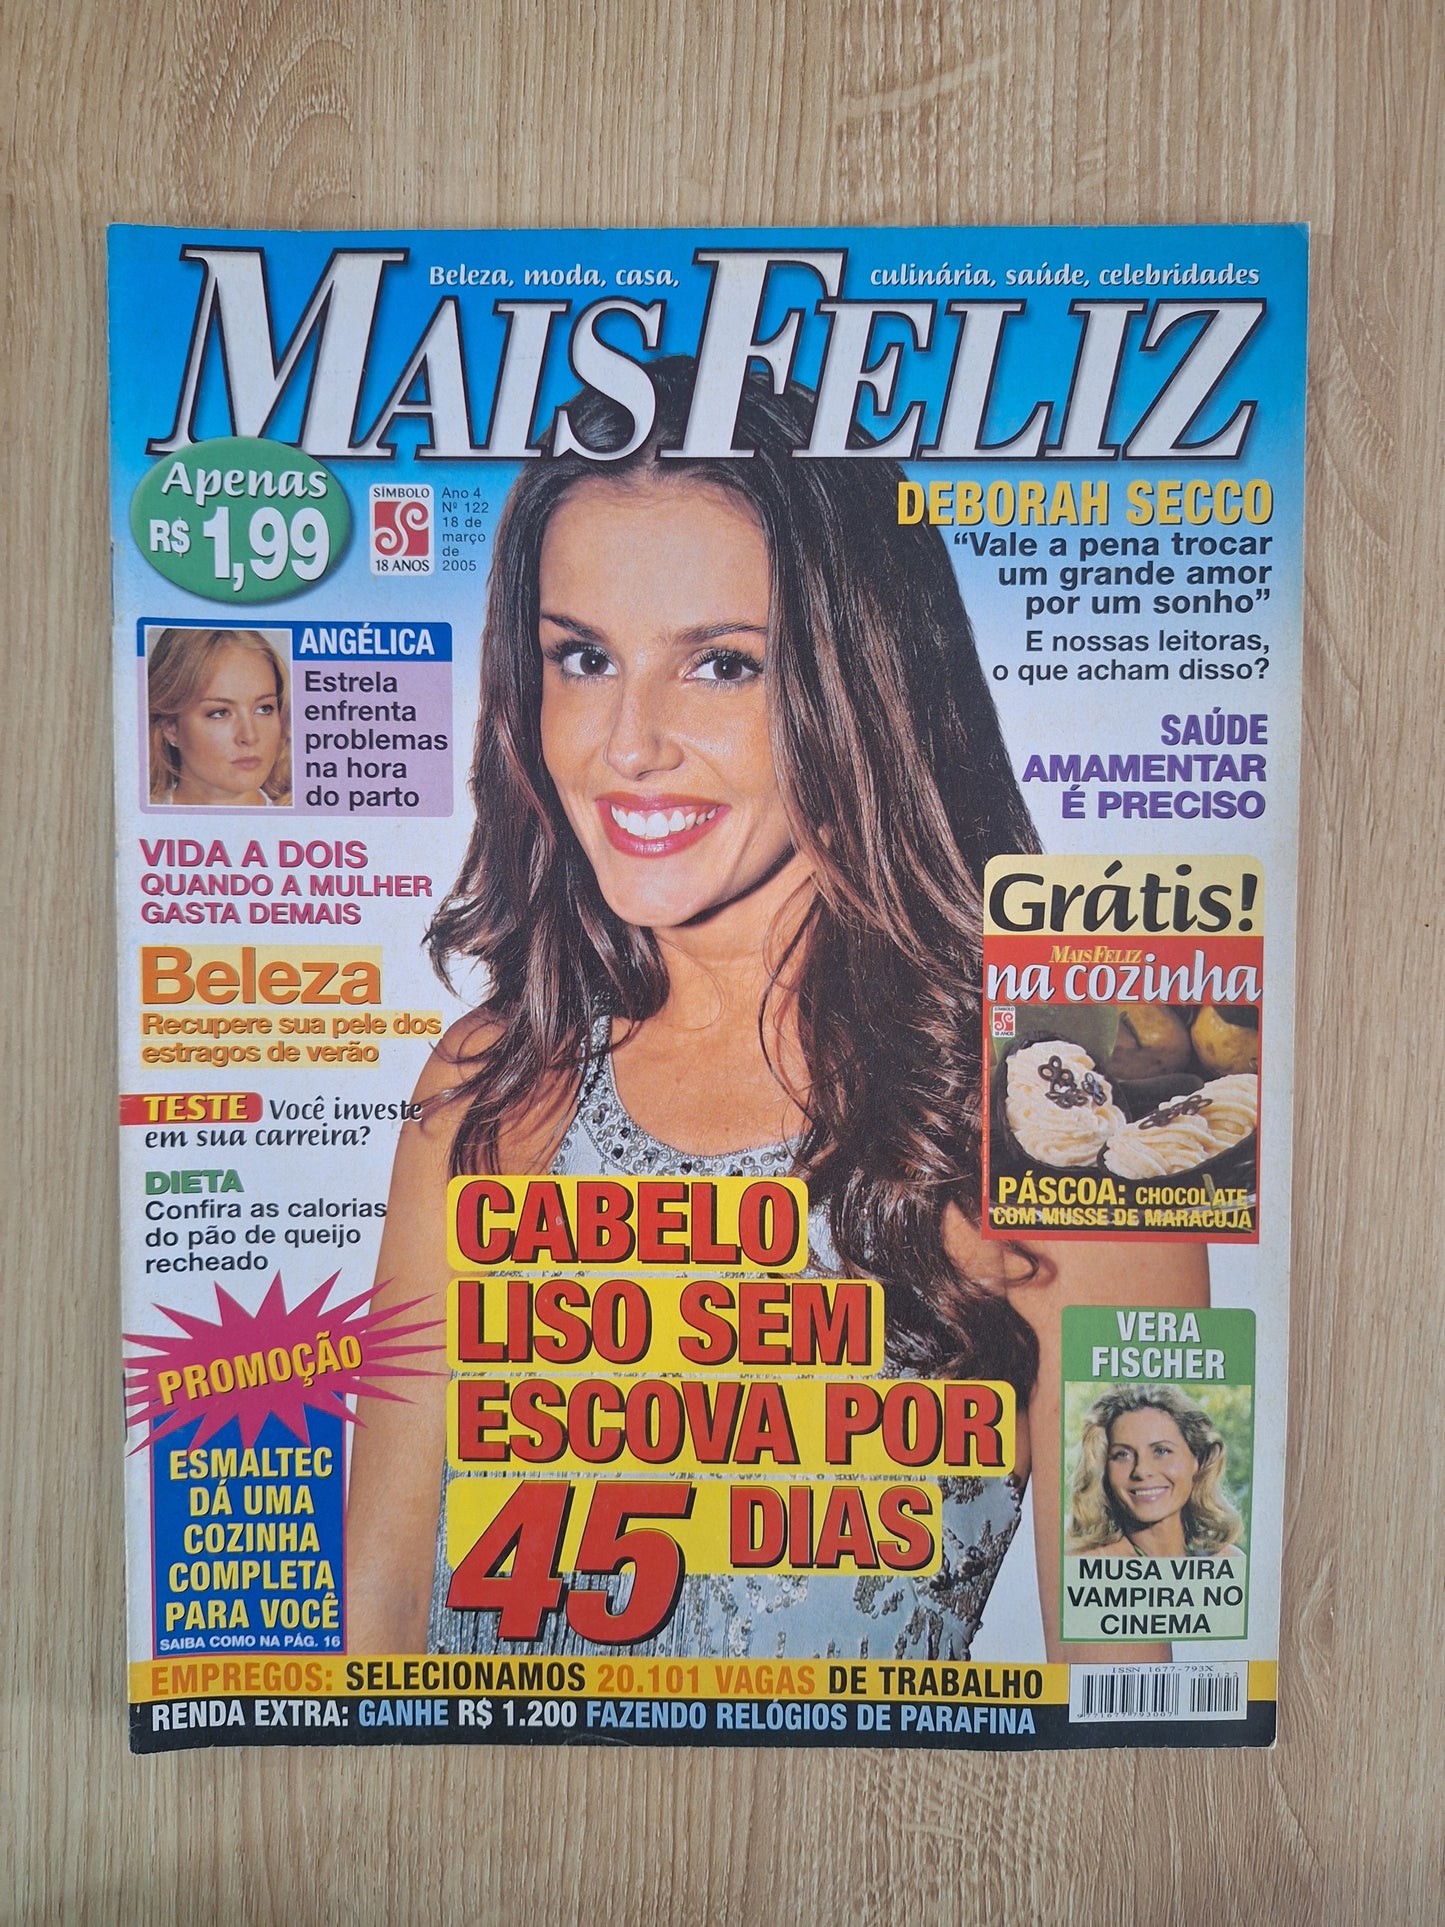 Beleza, moda, casa, culinária, saúde, celebridades
MAIS FELIZ
Apenas
R$ 1,99
SÍMBOLO
18 ANOS
Ano 4
Nº 122
18 de
março
de
2005
DEBORAH SECCO
“Vale a pena trocar
um grande amor
por um sonho”
E nossas leitoras,
o que acham disso?
ANGÉLICA
Estrela
enfrenta
problemas
na hora
do parto
SAÚDE
AMAMENTAR
É PRECISO
VIDA A DOIS
QUANDO A MULHER
GASTA DEMAIS
Grátis!
MAIS FELIZ
na cozinha
SÍMBOLO
18 ANOS
PÁSCOA: CHOCOLATE
COM MUSSE DE MARACUJÁ
Beleza
Recupere sua pele dos
estragos de verão
TESTE Você investe
em sua carreira?
DIETA
Confira as calorias
do pão de queijo
recheado
CABELO
LISO SEM
ESCOVA POR
45 DIAS
PROMOÇÃO
ESMALTEC
DÁ UMA
COZINHA
COMPLETA
PARA VOCÊ
SAIBA COMO NA PÁG. 16
VERA
FISCHER
MUSA VIRA
VAMPIRA NO
CINEMA
EMPREGOS: SELECIONAMOS 20.101 VAGAS DE TRABALHO
RENDA EXTRA: GANHE R$ 1.200 FAZENDO RELÓGIOS DE PARAFINA
ISSN 1677-793X
00122
9 771677 793007